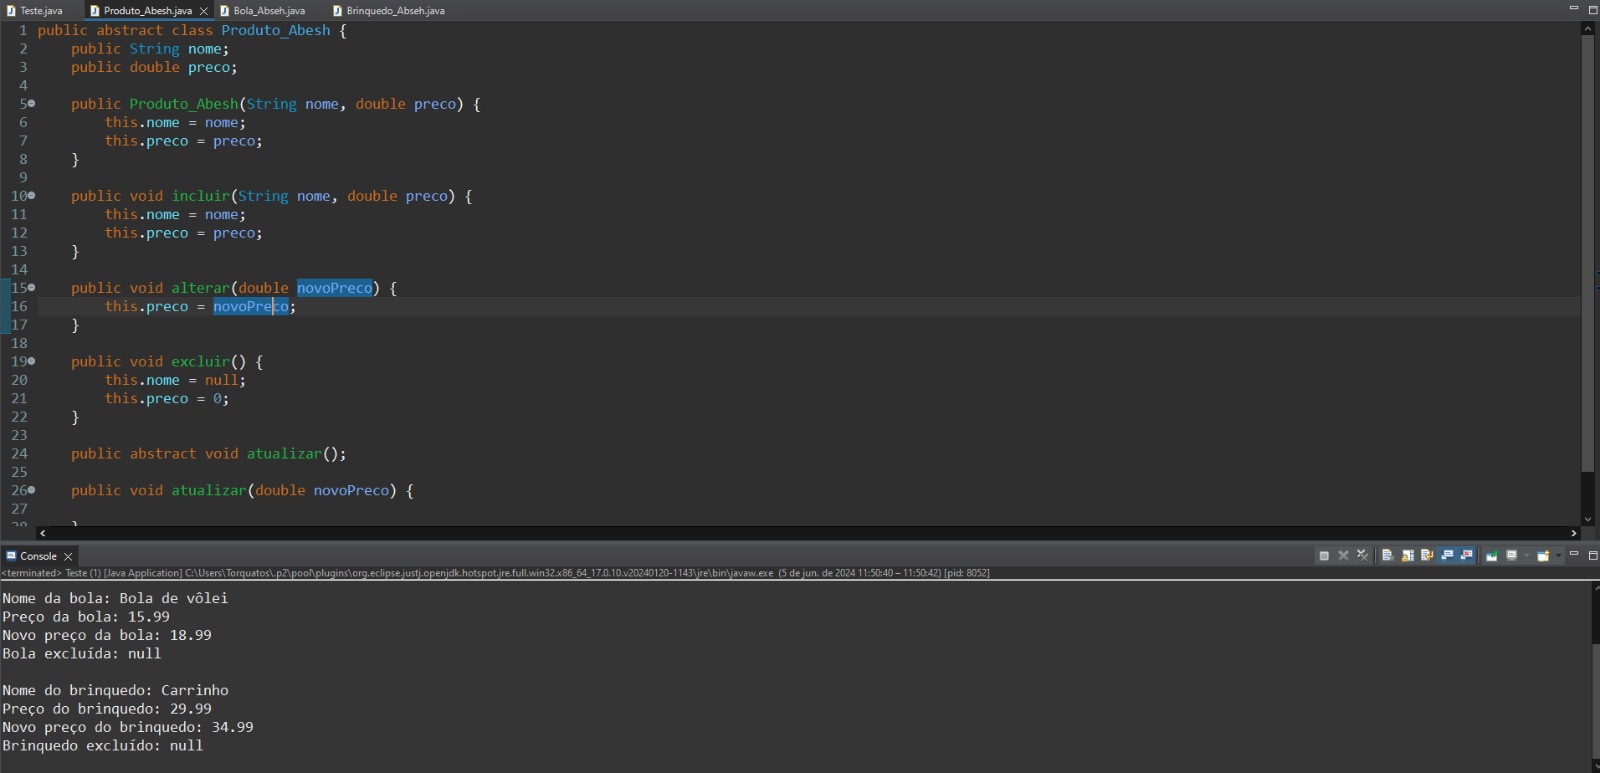 Teste.java Produto_Abesh.java Bola_Abseh.java Brinquedo_Abseh.java
1 public abstract class Produto_Abesh {
2 public String nome;
3 public double preco;
4
5 public Produto_Abesh(String nome, double preco) {
6 this.nome = nome;
7 this.preco = preco;
8 }
9
10 public void incluir(String nome, double preco) {
11 this.nome = nome;
12 this.preco = preco;
13 }
14
15 public void alterar(double novoPreco) {
16 this.preco = novoPreco;
17 }
18
19 public void excluir() {
20 this.nome = null;
21 this.preco = 0;
22 }
23
24 public abstract void atualizar();
25
26 public void atualizar(double novoPreco) {
27
28 }
Console
<terminated> Teste (1) [Java Application] C:\Users\Torquatos\.p2\pool\plugins\org.eclipse.justj.openjdk.hotspot.jre.full.win32.x86_64_17.0.10.v20240120-1143\jre\bin\javaw.exe (5 de jun. de 2024 11:50:40 – 11:50:42) [pid: 8052]
Nome da bola: Bola de vôlei
Preço da bola: 15.99
Novo preço da bola: 18.99
Bola excluída: null
Nome do brinquedo: Carrinho
Preço do brinquedo: 29.99
Novo preço do brinquedo: 34.99
Brinquedo excluído: null